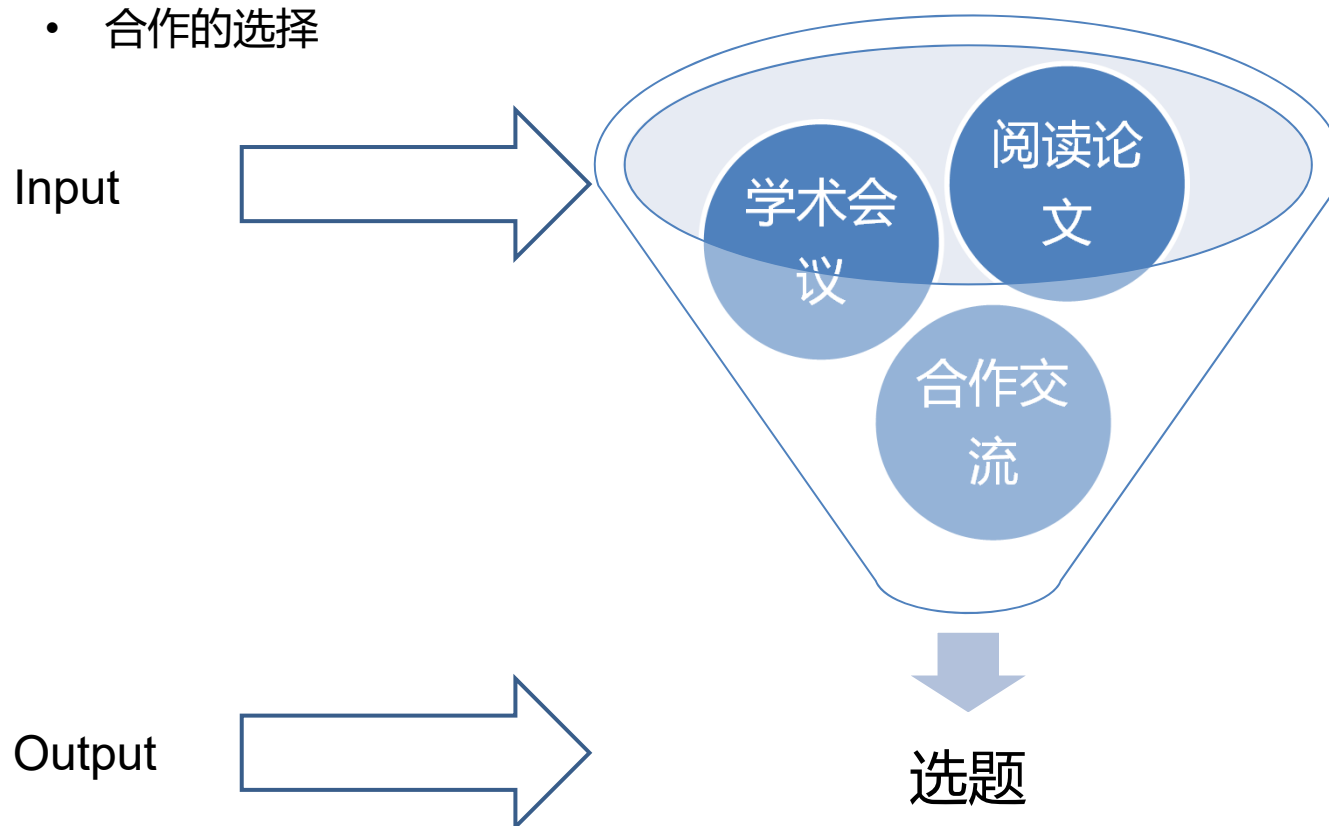 • 合作的选择
Input
阅读论
文
学术会
议
合作交
流
Output
选题